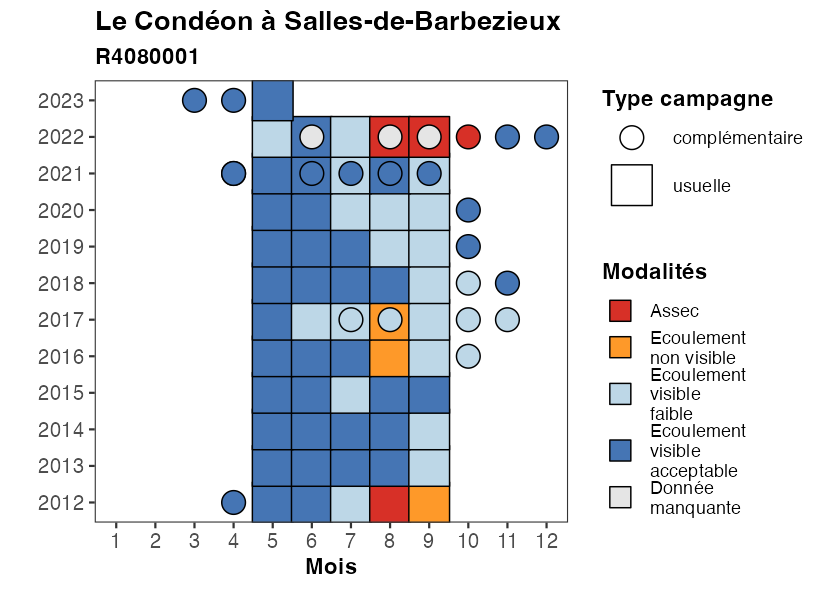 Le Condéon à Salles-de-Barbezieux
R4080001
2023
2022
2021
2020
2019
2018
2017
2016
2015
2014
2013
2012
1 2 3 4 5 6 7 8 9 10 11 12
Mois
Type campagne
complémentaire
usuelle
Modalités
Assec
Ecoulement
non visible
Ecoulement
visible
faible
Ecoulement
visible
acceptable
Donnée
manquante